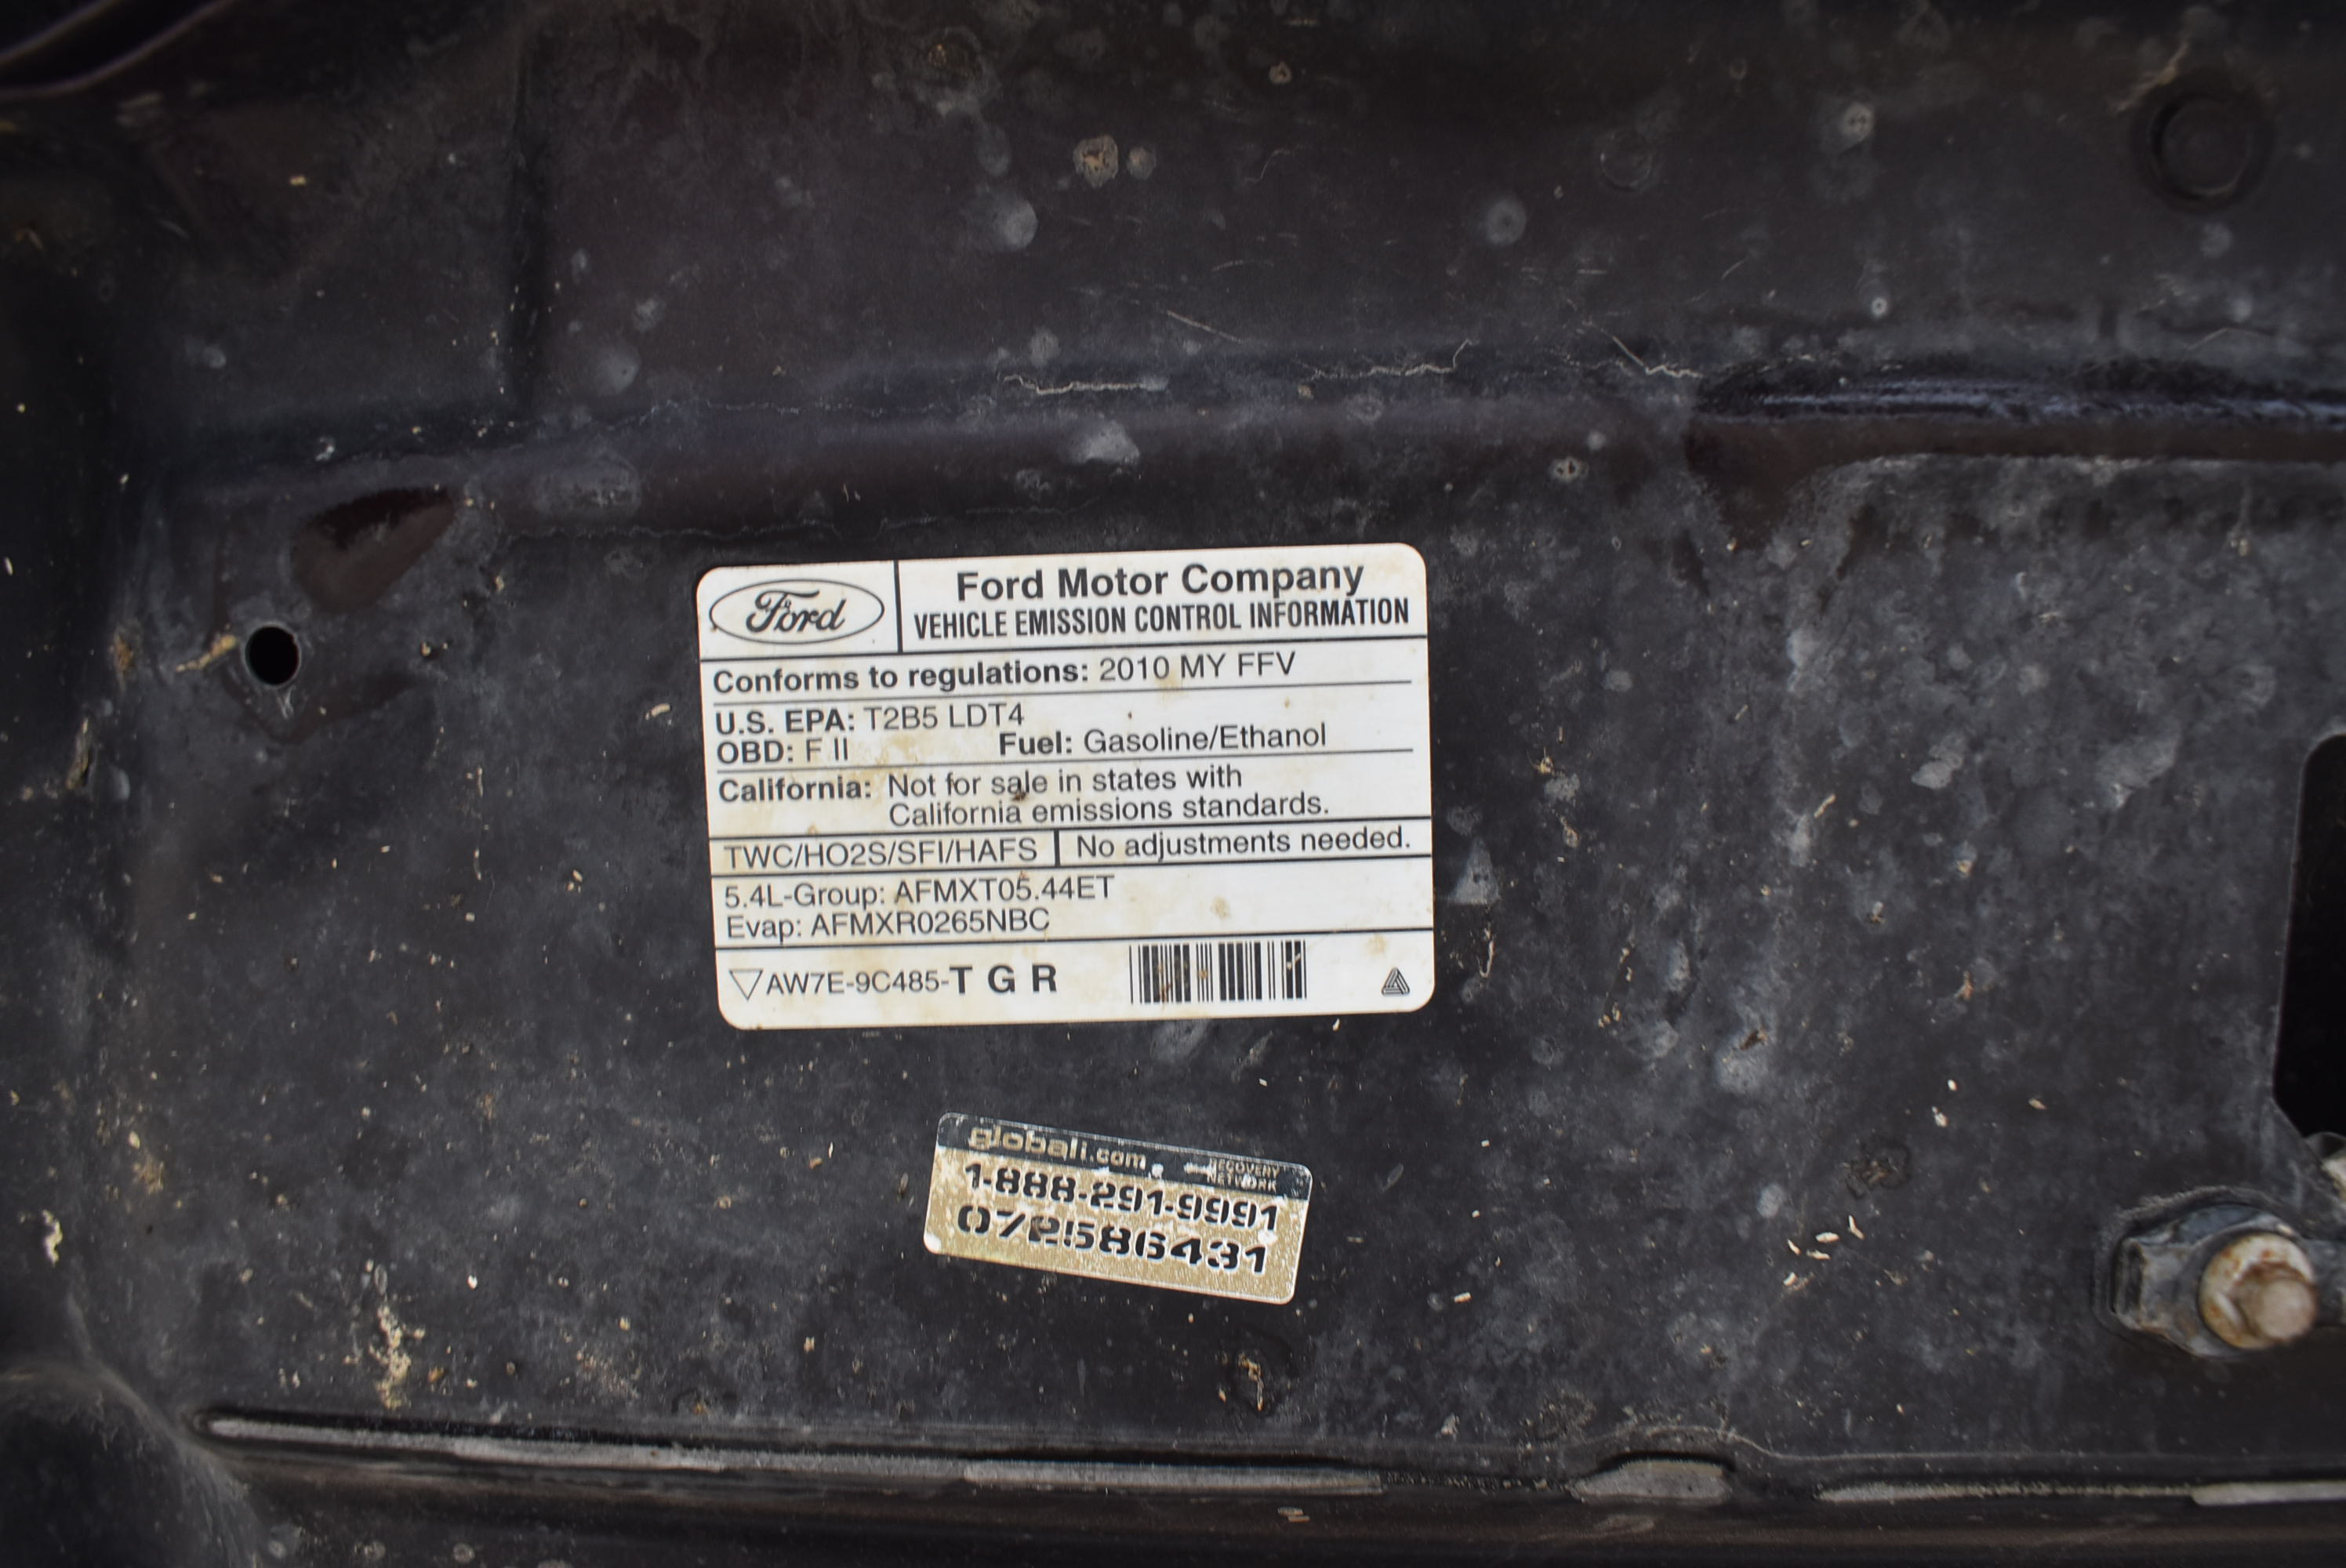 Ford
Ford Motor Company
VEHICLE EMISSION CONTROL INFORMATION
Conforms to regulations: 2010 MY FFV
U.S. EPA: T2B5 LDT4
OBD: F II Fuel: Gasoline/Ethanol
California: Not for sale in states with
California emissions standards.
TWC/HO2S/SFI/HAFS No adjustments needed.
5.4L-Group: AFMXT05.44ET
Evap: AFMXR0265NBC
AW7E-9C485-T G R
globali.com
RECOVERY
NETWORK
1-888-291-9991
072586431